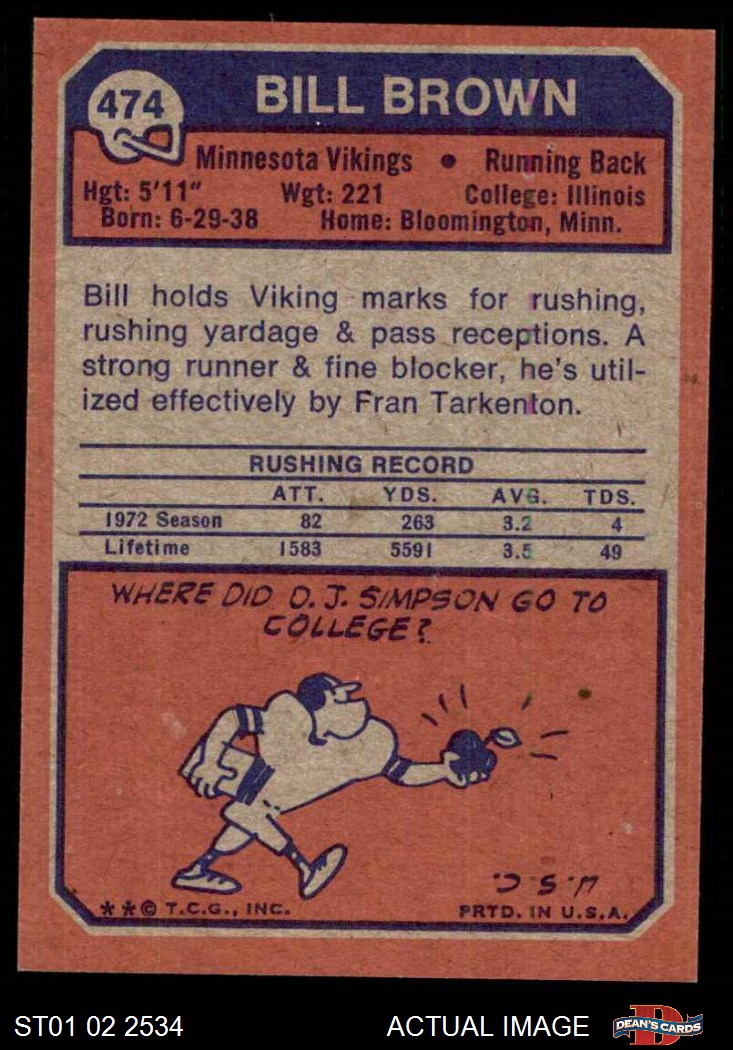 474
BILL BROWN
Minnesota Vikings • Running Back
Hgt: 5'11" Wgt: 221 College: Illinois
Born: 6-29-38 Home: Bloomington, Minn.
Bill holds Viking marks for rushing,
rushing yardage & pass receptions. A
strong runner & fine blocker, he's util-
ized effectively by Fran Tarkenton.
RUSHING RECORD
ATT. YDS. AVG. TDS.
1972 Season 82 263 3.2 4
Lifetime 1583 5591 3.5 49
WHERE DID O.J. SIMPSON GO TO
COLLEGE?
U.S.C.
**© T.C.G., INC. PRTD. IN U.S.A.
ST01 02 2534 ACTUAL IMAGE DEAN'S CARDS